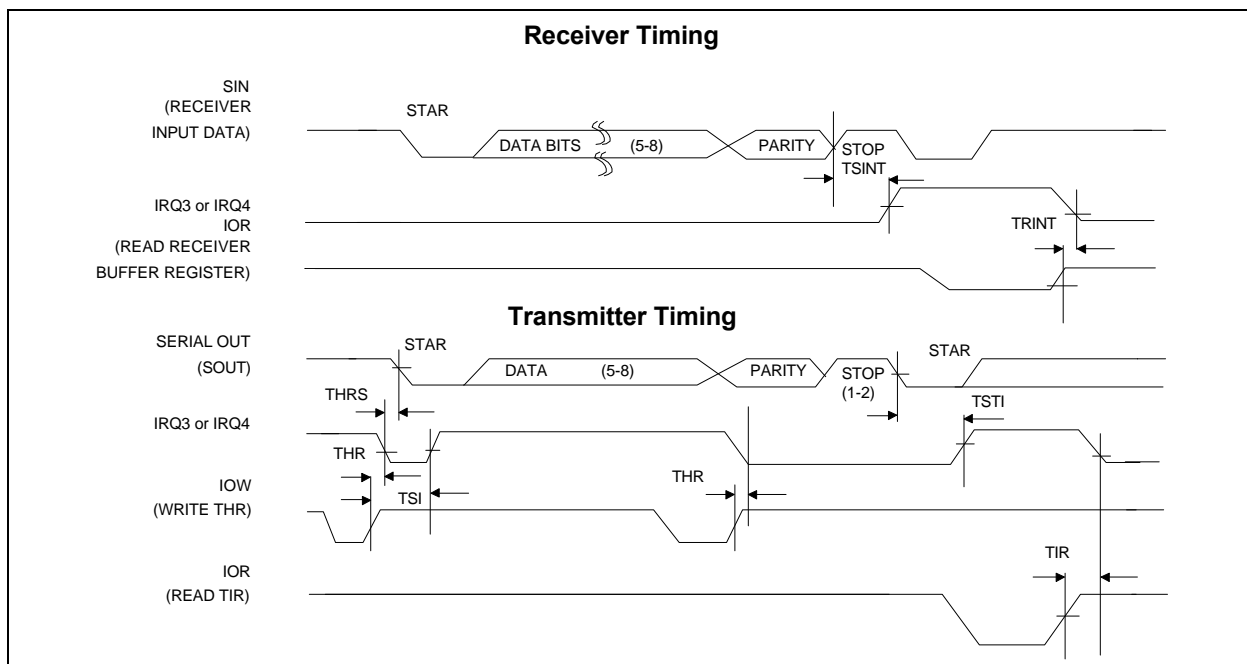 Receiver Timing
SIN
(RECEIVER
INPUT DATA)
STAR
DATA BITS (5-8)
PARITY
STOP
TSINT
IRQ3 or IRQ4
IOR
(READ RECEIVER
BUFFER REGISTER)
TRINT
Transmitter Timing
SERIAL OUT
(SOUT)
STAR
DATA (5-8)
PARITY
STOP
(1-2)
STAR
THRS
TSTI
IRQ3 or IRQ4
THR
THR
IOW
(WRITE THR)
TSI
TIR
IOR
(READ TIR)